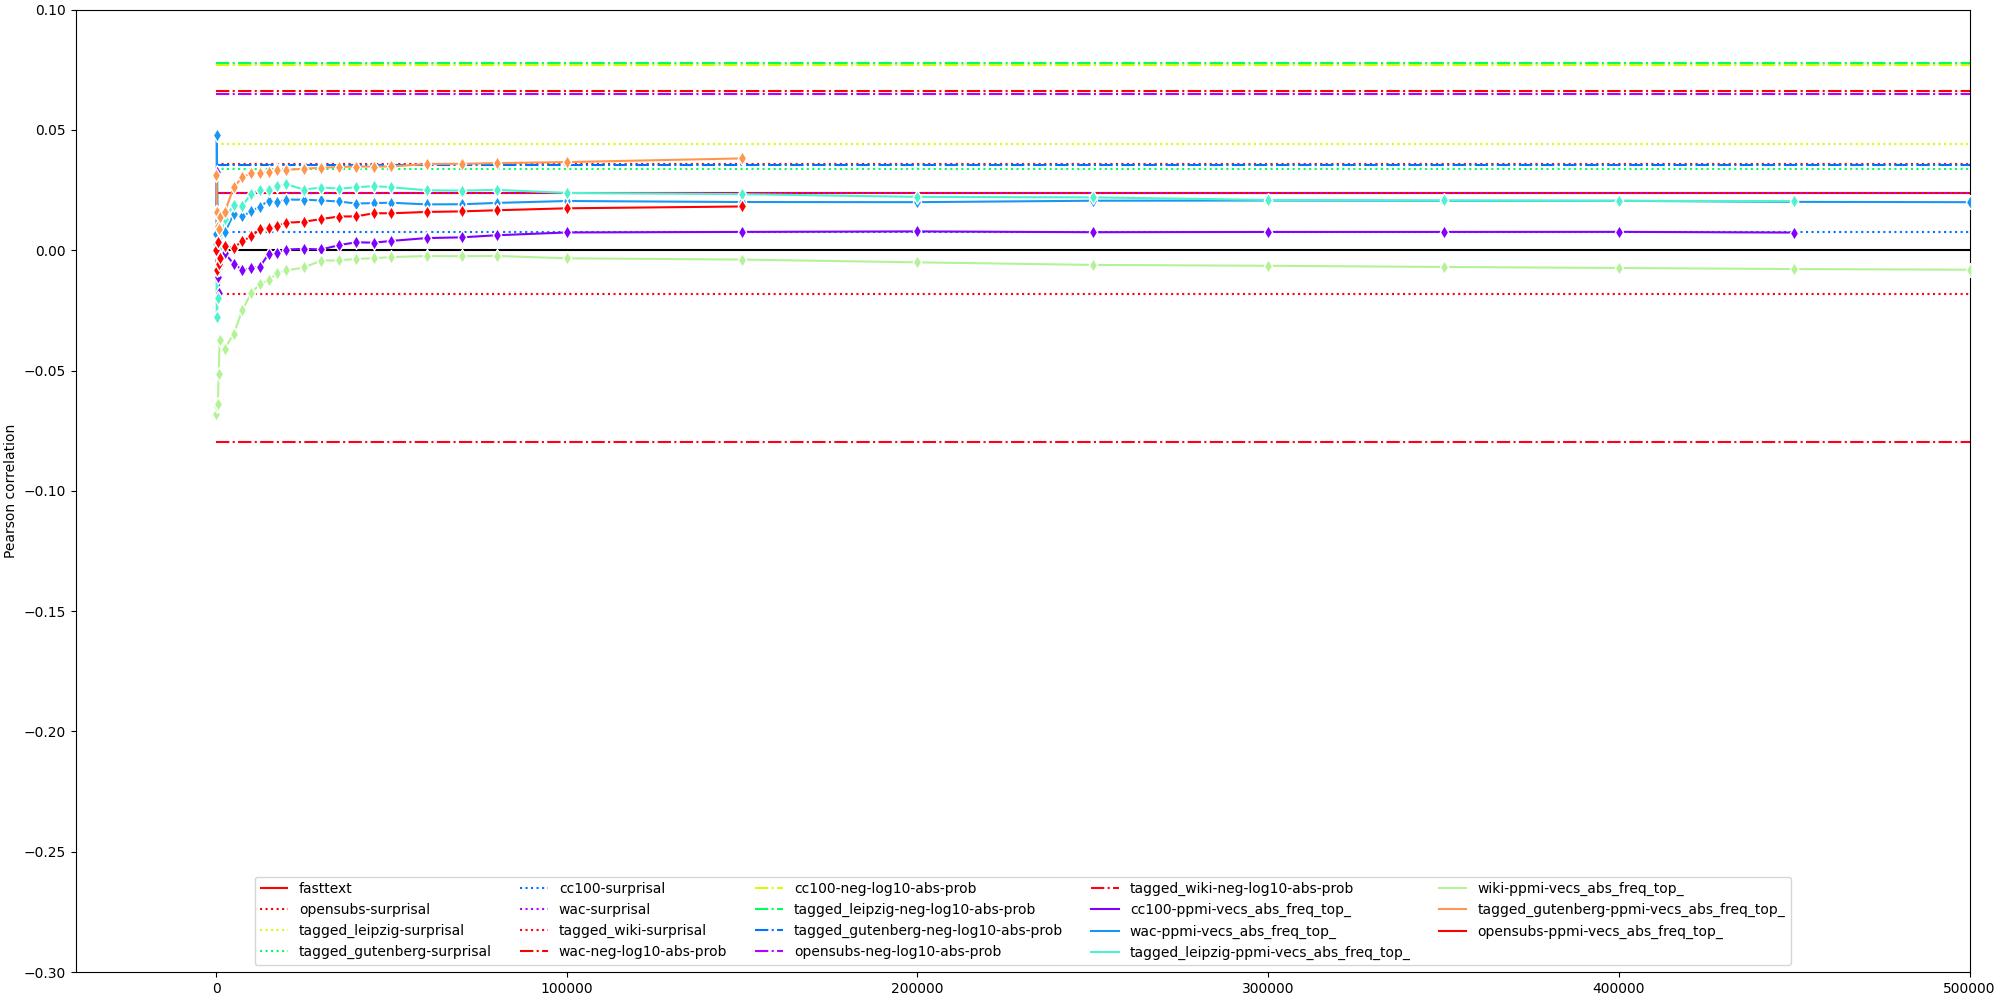 0.10
0.05
0.00
−0.05
−0.10
−0.15
−0.20
−0.25
−0.30
Pearson correlation
0
100000
200000
300000
400000
500000
fasttext
opensubs-surprisal
tagged_leipzig-surprisal
tagged_gutenberg-surprisal
cc100-surprisal
wac-surprisal
tagged_wiki-surprisal
wac-neg-log10-abs-prob
cc100-neg-log10-abs-prob
tagged_leipzig-neg-log10-abs-prob
tagged_gutenberg-neg-log10-abs-prob
opensubs-neg-log10-abs-prob
tagged_wiki-neg-log10-abs-prob
cc100-ppmi-vecs_abs_freq_top_
wac-ppmi-vecs_abs_freq_top_
tagged_leipzig-ppmi-vecs_abs_freq_top_
wiki-ppmi-vecs_abs_freq_top_
tagged_gutenberg-ppmi-vecs_abs_freq_top_
opensubs-ppmi-vecs_abs_freq_top_